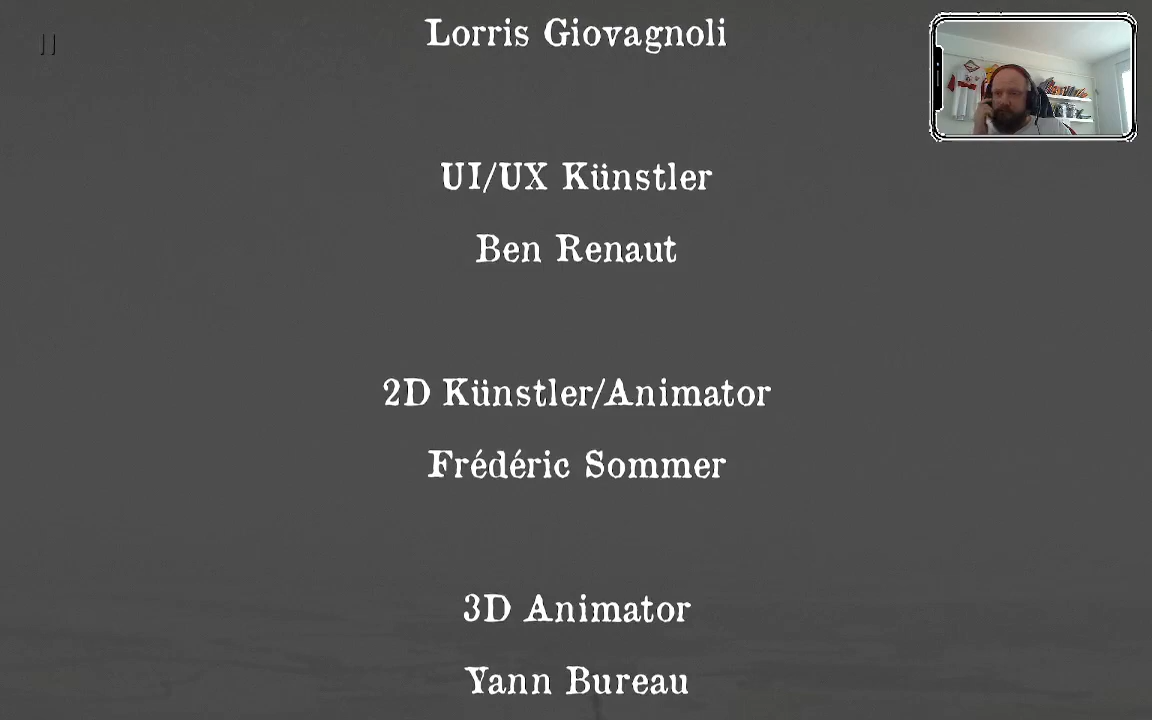 Lorris Giovagnoli
UI/UX Künstler
Ben Renaut
2D Künstler/Animator
Frédéric Sommer
3D Animator
Yann Bureau